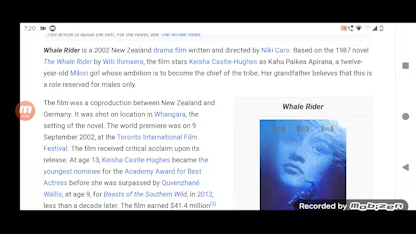 7:20
This article is about the film. For the novel, see The Whale Rider.
Whale Rider is a 2002 New Zealand drama film written and directed by Niki Caro. Based on the 1987 novel
The Whale Rider by Witi Ihimaera, the film stars Keisha Castle-Hughes as Kahu Paikea Apirana, a twelve-
year-old Māori girl whose ambition is to become the chief of the tribe. Her grandfather believes that this is
a role reserved for males only.
The film was a coproduction between New Zealand and
Germany. It was shot on location in Whangara, the
setting of the novel. The world premiere was on 9
September 2002, at the Toronto International Film
Festival. The film received critical acclaim upon its
release. At age 13, Keisha Castle-Hughes became the
youngest nominee for the Academy Award for Best
Actress before she was surpassed by Quvenzhané
Wallis, at age 9, for Beasts of the Southern Wild, in 2012,
less than a decade later. The film earned $41.4 million[3]
Whale Rider
Recorded by Mobizen